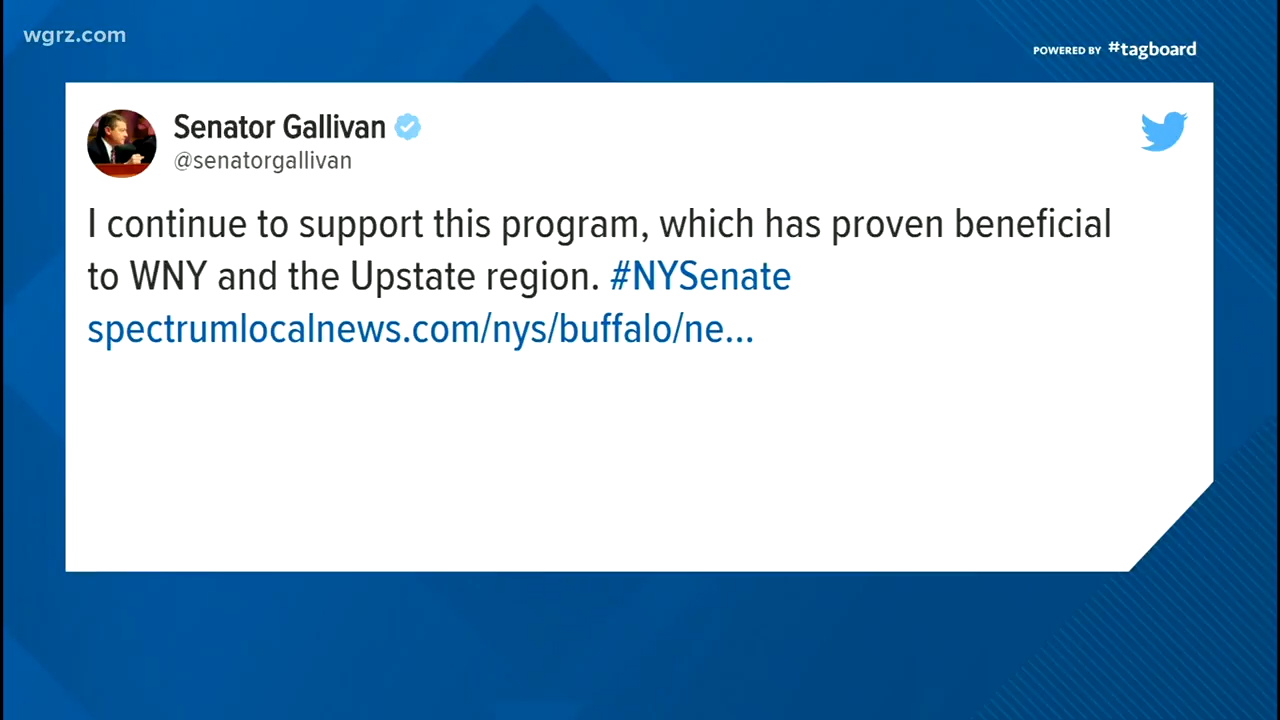 wgrz.com
POWERED BY #tagboard
Senator Gallivan
@senatorgallivan
I continue to support this program, which has proven beneficial
to WNY and the Upstate region. #NYSenate
spectrumlocalnews.com/nys/buffalo/ne...